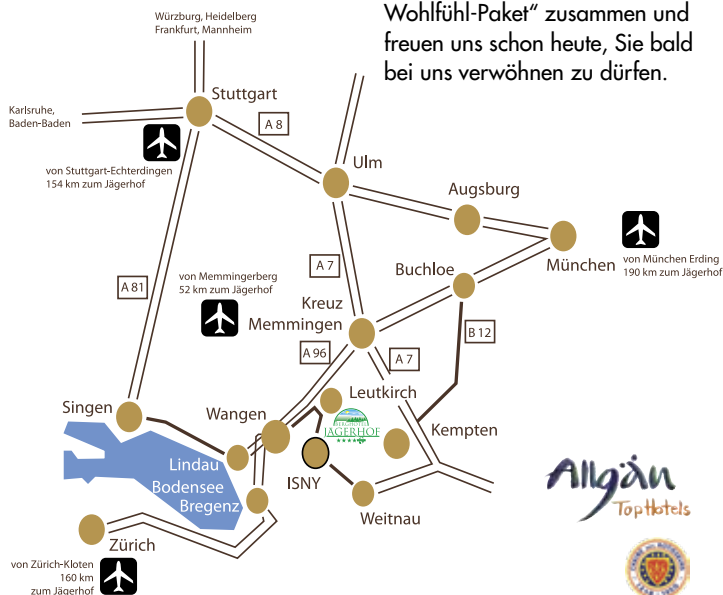 Wohlfühl-Paket“ zusammen und
freuen uns schon heute, Sie bald
bei uns verwöhnen zu dürfen.
Würzburg, Heidelberg
Frankfurt, Mannheim
Stuttgart
Karlsruhe,
Baden-Baden
A 8
von Stuttgart-Echterdingen
154 km zum Jägerhof
Ulm
Augsburg
München
von München Erding
190 km zum Jägerhof
A 7
Buchloe
A 81
von Memmingerberg
52 km zum Jägerhof
Kreuz
Memmingen
B 12
A 96
A 7
Leutkirch
Singen
Wangen
BERGHOTEL
JÄGERHOF
Kempten
Lindau
Bodensee
Bregenz
ISNY
Weitnau
Allgäu
Top Hotels
Zürich
von Zürich-Kloten
160 km
zum Jägerhof